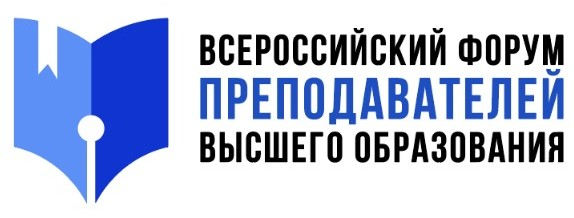 ВСЕРОССИЙСКИЙ ФОРУМ
ПРЕПОДАВАТЕЛЕЙ
ВЫСШЕГО ОБРАЗОВАНИЯ